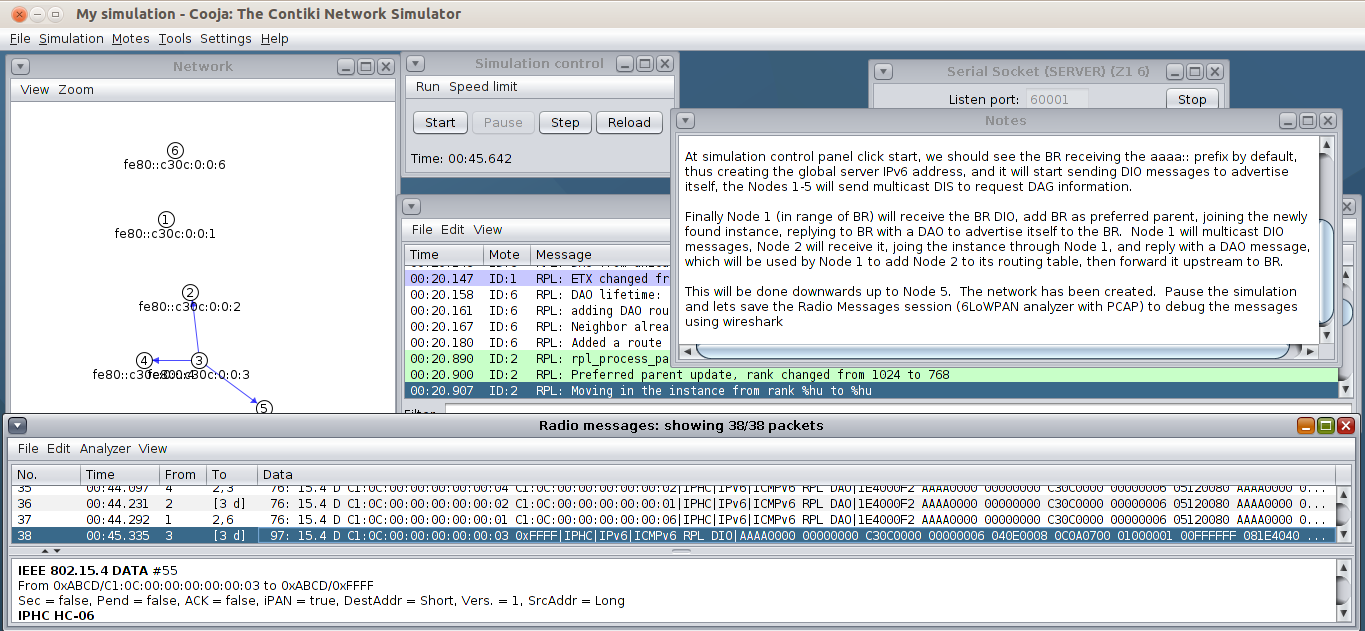 My simulation - Cooja: The Contiki Network Simulator
File Simulation Motes Tools Settings Help
Network
View Zoom
6
fe80::c30c:0:0:6
1
fe80::c30c:0:0:1
2
fe80::c30c:0:0:2
4 3
fe80::c30c:0:0:3
5
Simulation control
Run Speed limit
Start Pause Step Reload
Time: 00:45.642
Serial Socket (SERVER) (Z1 6)
Listen port: 60001 Stop
Notes
At simulation control panel click start, we should see the BR receiving the aaaa:: prefix by default,
thus creating the global server IPv6 address, and it will start sending DIO messages to advertise
itself, the Nodes 1-5 will send multicast DIS to request DAG information.
Finally Node 1 (in range of BR) will receive the BR DIO, add BR as preferred parent, joining the newly
found instance, replying to BR with a DAO to advertise itself to the BR. Node 1 will multicast DIO
messages, Node 2 will receive it, joing the instance through Node 1, and reply with a DAO message,
which will be used by Node 1 to add Node 2 to its routing table, then forward it upstream to BR.
This will be done downwards up to Node 5. The network has been created. Pause the simulation
and lets save the Radio Messages session (6LoWPAN analyzer with PCAP) to debug the messages
using wireshark
File Edit View
Time Mote Message
00:20.147 ID:1 RPL: ETX changed fr
00:20.158 ID:6 RPL: DAO lifetime:
00:20.161 ID:6 RPL: adding DAO rou
00:20.167 ID:6 RPL: Neighbor alrea
00:20.180 ID:6 RPL: Added a route
00:20.890 ID:2 RPL: rpl_process_pa
00:20.900 ID:2 RPL: Preferred parent update, rank changed from 1024 to 768
00:20.907 ID:2 RPL: Moving in the instance from rank %hu to %hu
Filter
Radio messages: showing 38/38 packets
File Edit Analyzer View
No. Time From To Data
35 00:44.097 4 2,3 76: 15.4 D C1:0C:00:00:00:00:00:04 C1:0C:00:00:00:00:00:02|IPHC|IPv6|ICMPv6 RPL DAO|1E4000F2 AAAA0000 00000000 C30C0000 00000006 05120080 AAAA0000 0...
36 00:44.231 2 [3 d] 76: 15.4 D C1:0C:00:00:00:00:00:02 C1:0C:00:00:00:00:00:01|IPHC|IPv6|ICMPv6 RPL DAO|1E4000F2 AAAA0000 00000000 C30C0000 00000006 05120080 AAAA0000 0...
37 00:44.292 1 2,6 76: 15.4 D C1:0C:00:00:00:00:00:01 C1:0C:00:00:00:00:00:06|IPHC|IPv6|ICMPv6 RPL DAO|1E4000F2 AAAA0000 00000000 C30C0000 00000006 05120080 AAAA0000 0...
38 00:45.335 3 [3 d] 97: 15.4 D C1:0C:00:00:00:00:00:03 0xFFFF|IPHC|IPv6|ICMPv6 RPL DIO|AAAA0000 00000000 C30C0000 00000006 040E0008 0C0A0700 01000001 00FFFFFF 081E4040 ...
IEEE 802.15.4 DATA #55
From 0xABCD/C1:0C:00:00:00:00:00:03 to 0xABCD/0xFFFF
Sec = false, Pend = false, ACK = false, iPAN = true, DestAddr = Short, Vers. = 1, SrcAddr = Long
IPHC HC-06